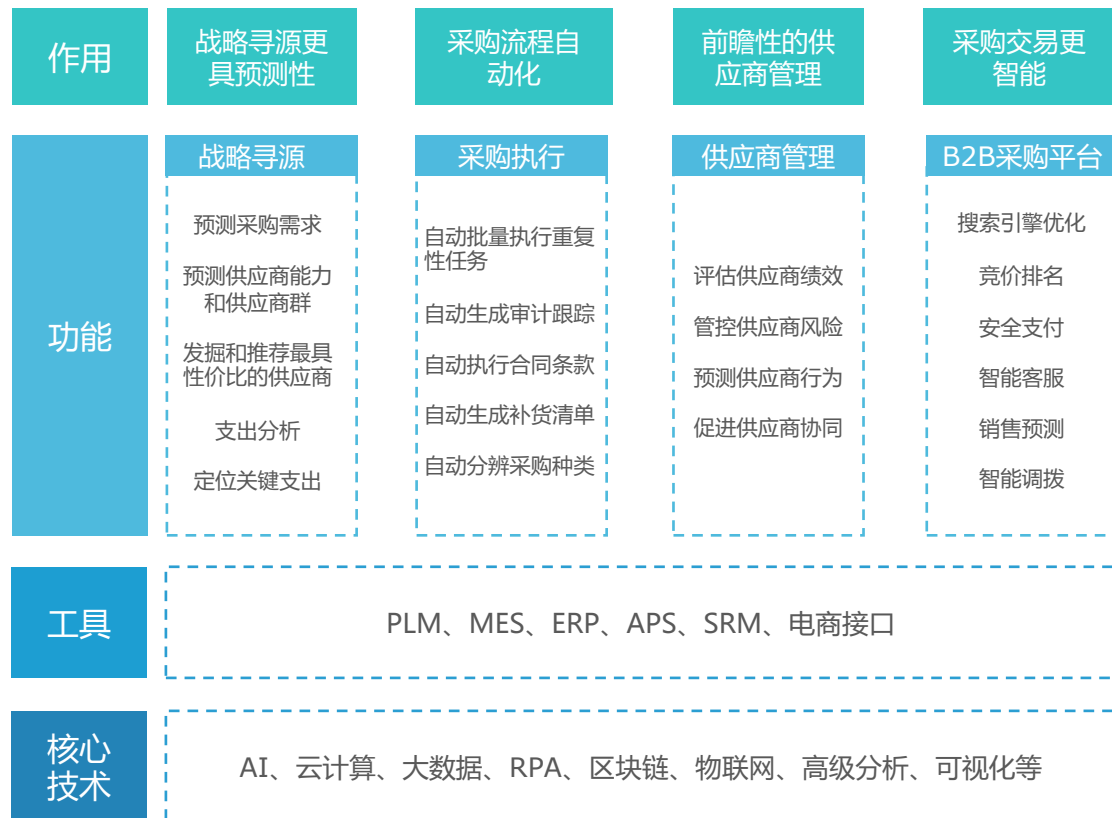 作用
战略寻源更
具预测性
采购流程自
动化
前瞻性的供
应商管理
采购交易更
智能
功能
战略寻源
预测采购需求
预测供应商能力
和供应商群
发掘和推荐最具
性价比的供应商
支出分析
定位关键支出
采购执行
自动批量执行重复
性任务
自动生成审计跟踪
自动执行合同条款
自动生成补货清单
自动分辨采购种类
供应商管理
评估供应商绩效
管控供应商风险
预测供应商行为
促进供应商协同
B2B采购平台
搜索引擎优化
竞价排名
安全支付
智能客服
销售预测
智能调拨
工具
PLM、MES、ERP、APS、SRM、电商接口
核心
技术
AI、云计算、大数据、RPA、区块链、物联网、高级分析、可视化等